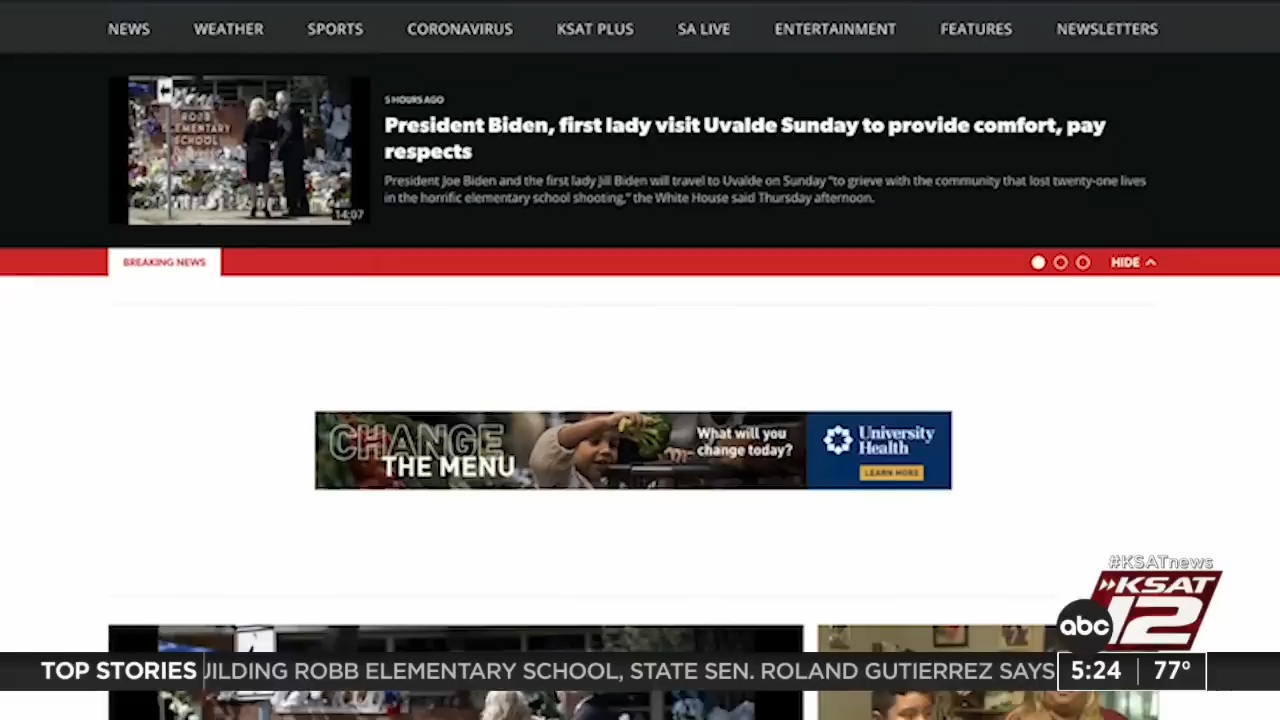 NEWS WEATHER SPORTS CORONAVIRUS KSAT PLUS SA LIVE ENTERTAINMENT FEATURES NEWSLETTERS
ROBB
ELEMENTARY
SCHOOL
14:07
5 HOURS AGO
President Biden, first lady visit Uvalde Sunday to provide comfort, pay
respects
President Joe Biden and the first lady Jill Biden will travel to Uvalde on Sunday "to grieve with the community that lost twenty-one lives
in the horrific elementary school shooting," the White House said Thursday afternoon.
BREAKING NEWS
HIDE
CHANGE
THE MENU
What will you
change today?
University
Health
LEARN MORE
#KSATnews
KSAT
12
abc
TOP STORIES
UILDING ROBB ELEMENTARY SCHOOL, STATE SEN. ROLAND GUTIERREZ SAYS
5:24 77°